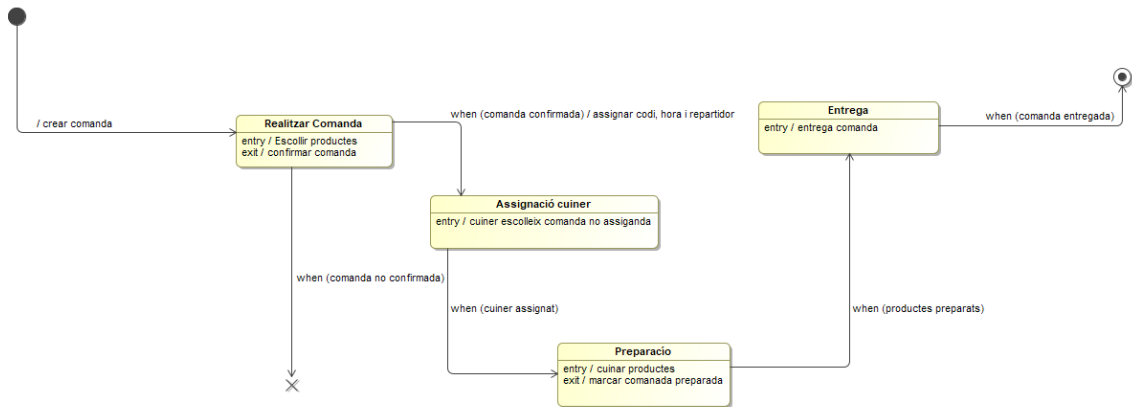 / crear comanda
Realitzar Comanda
entry / Escollir productes
exit / confirmar comanda
when (comanda confirmada) / assignar codi, hora i repartidor
Entrega
entry / entrega comanda
when (comanda entregada)
Assignació cuiner
entry / cuiner escolleix comanda no assiganda
when (comanda no confirmada)
when (cuiner assignat)
when (productes preparats)
Preparacio
entry / cuinar productes
exit / marcar comanada preparada